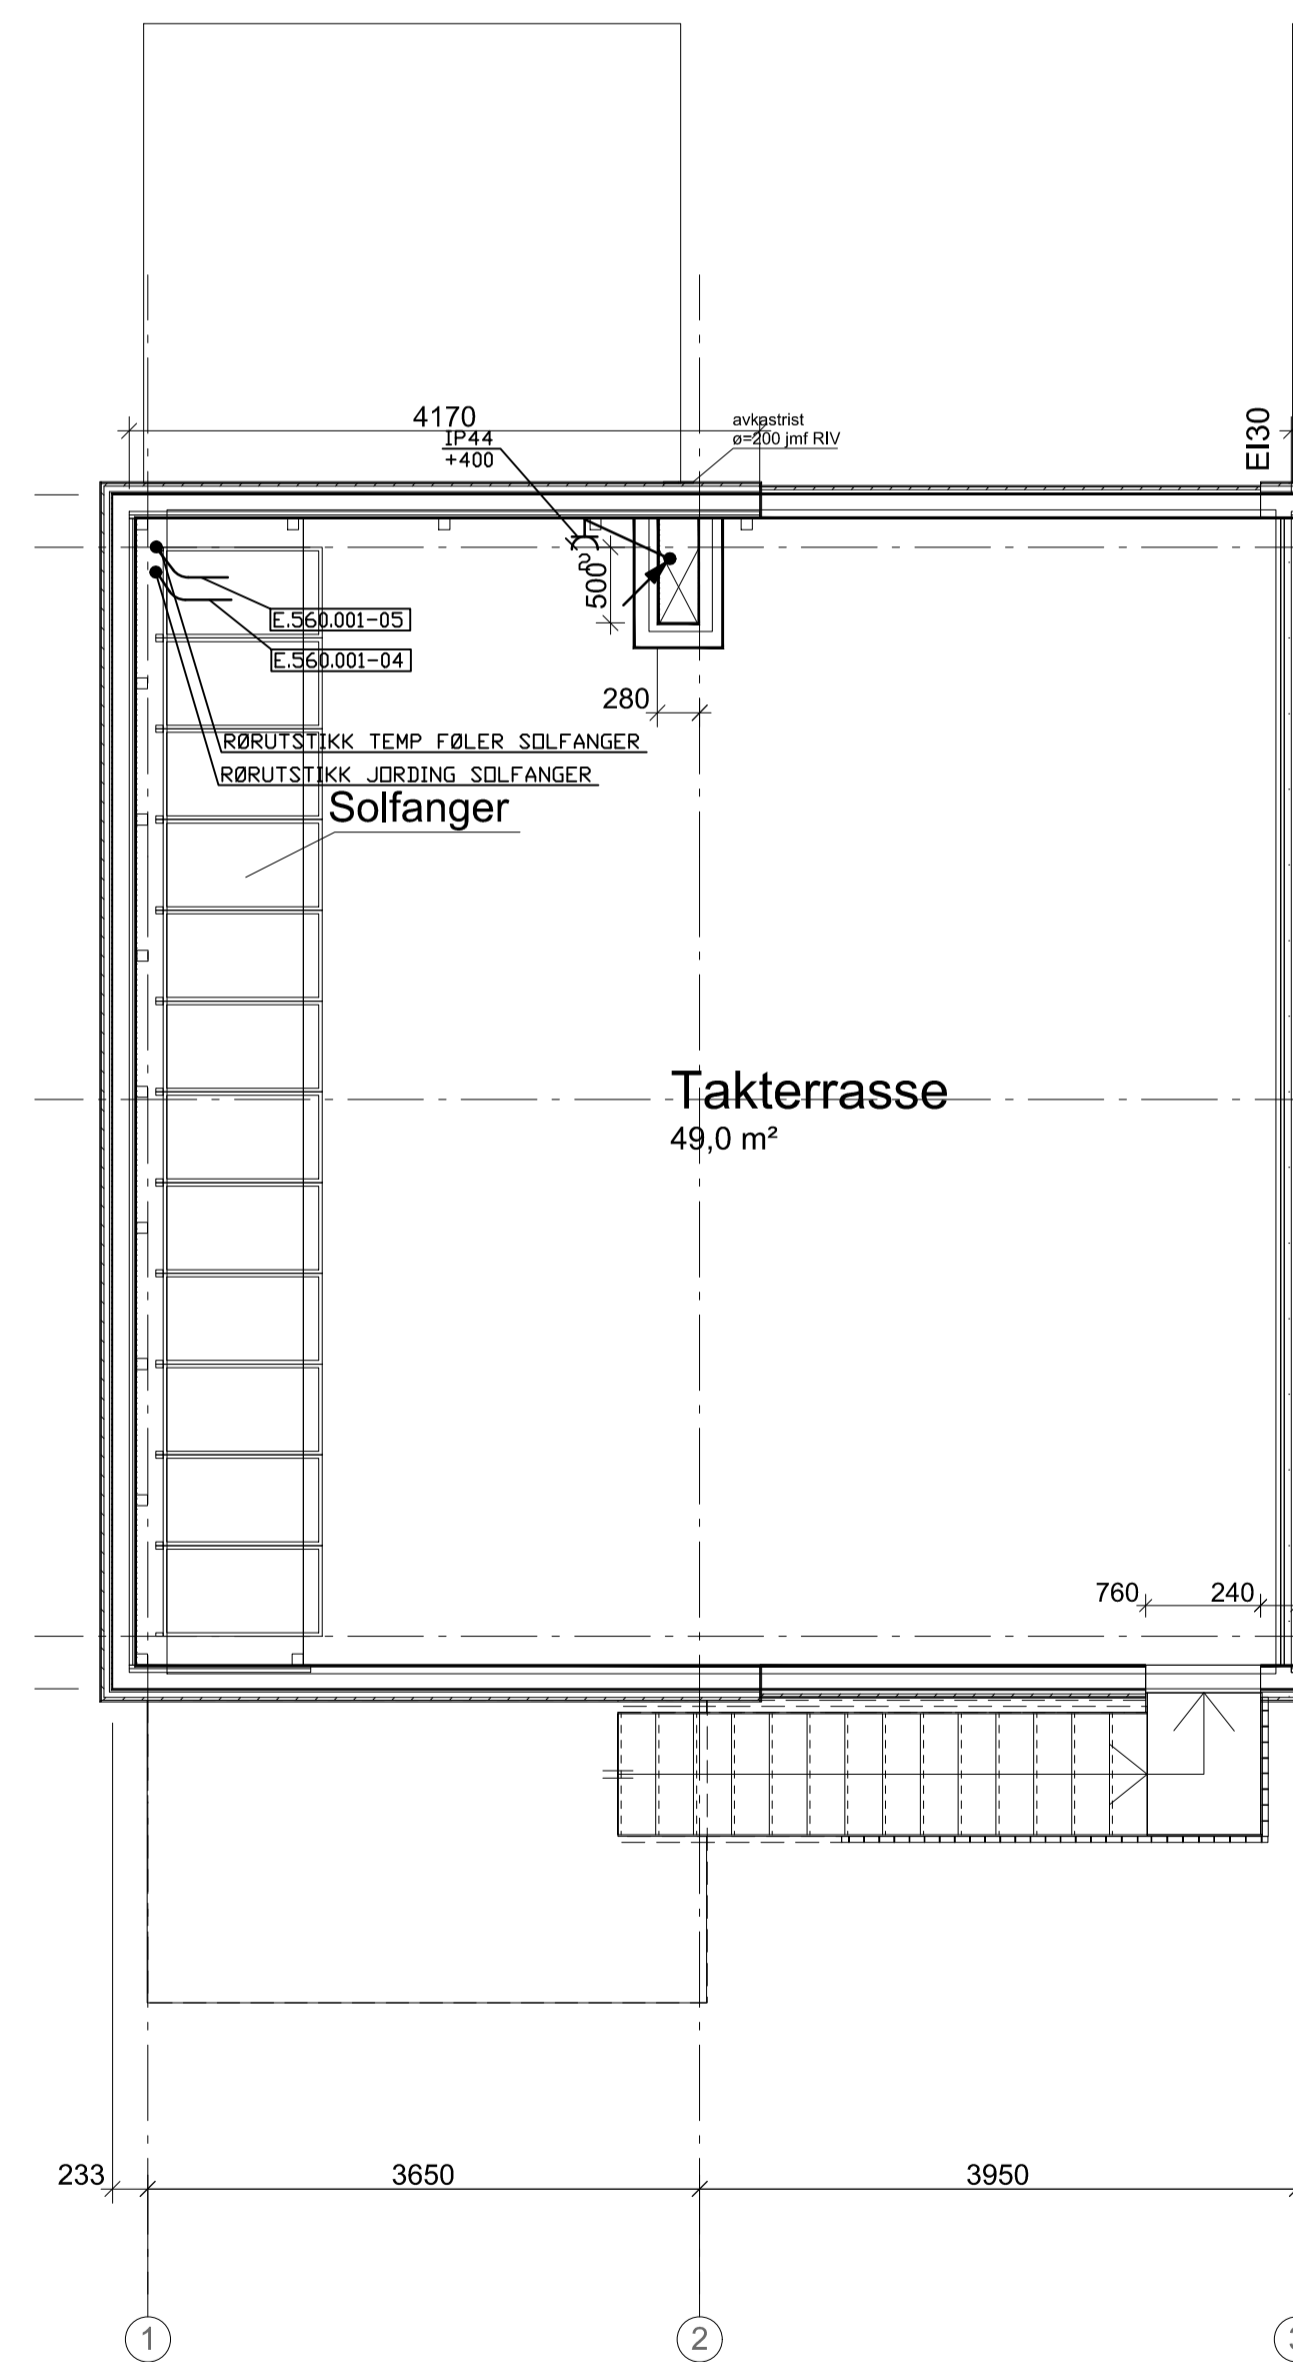 4170
IP44
+400
avkastrist
ø=200 jmf RIV
EI30
2
500
E.560.001-05
E.560.001-04
280
RØRUTSTIKK TEMP FØLER SOLFANGER
RØRUTSTIKK JORDING SOLFANGER
Solfanger
Takterrasse
49,0 m²
760
240
233
3650
3950
1
2